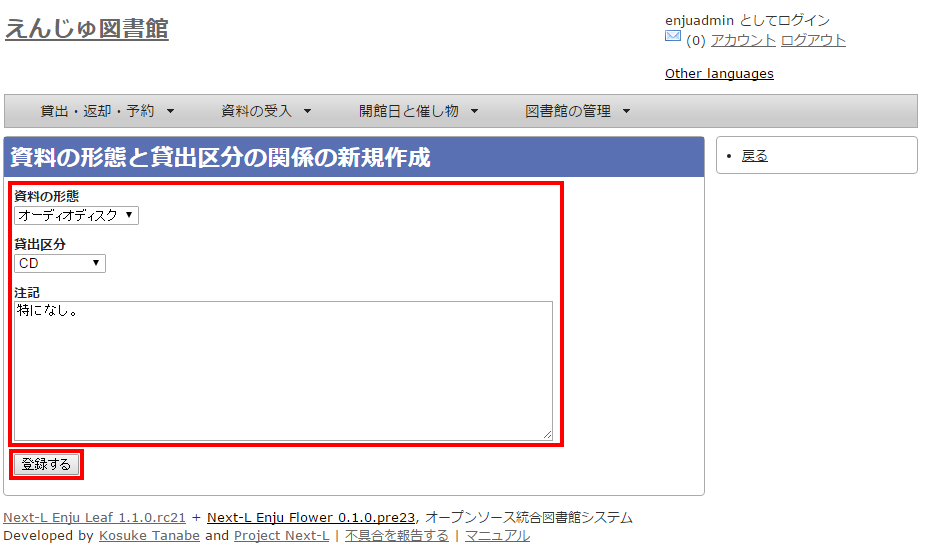 えんじゅ図書館
enjuadmin としてログイン
(0) アカウント ログアウト
Other languages
貸出・返却・予約 資料の受入 開館日と催し物 図書館の管理
資料の形態と貸出区分の関係の新規作成
戻る
資料の形態
オーディオディスク
貸出区分
CD
注記
特になし。
登録する
Next-L Enju Leaf 1.1.0.rc21 + Next-L Enju Flower 0.1.0.pre23, オープンソース統合図書館システム
Developed by Kosuke Tanabe and Project Next-L | 不具合を報告する | マニュアル